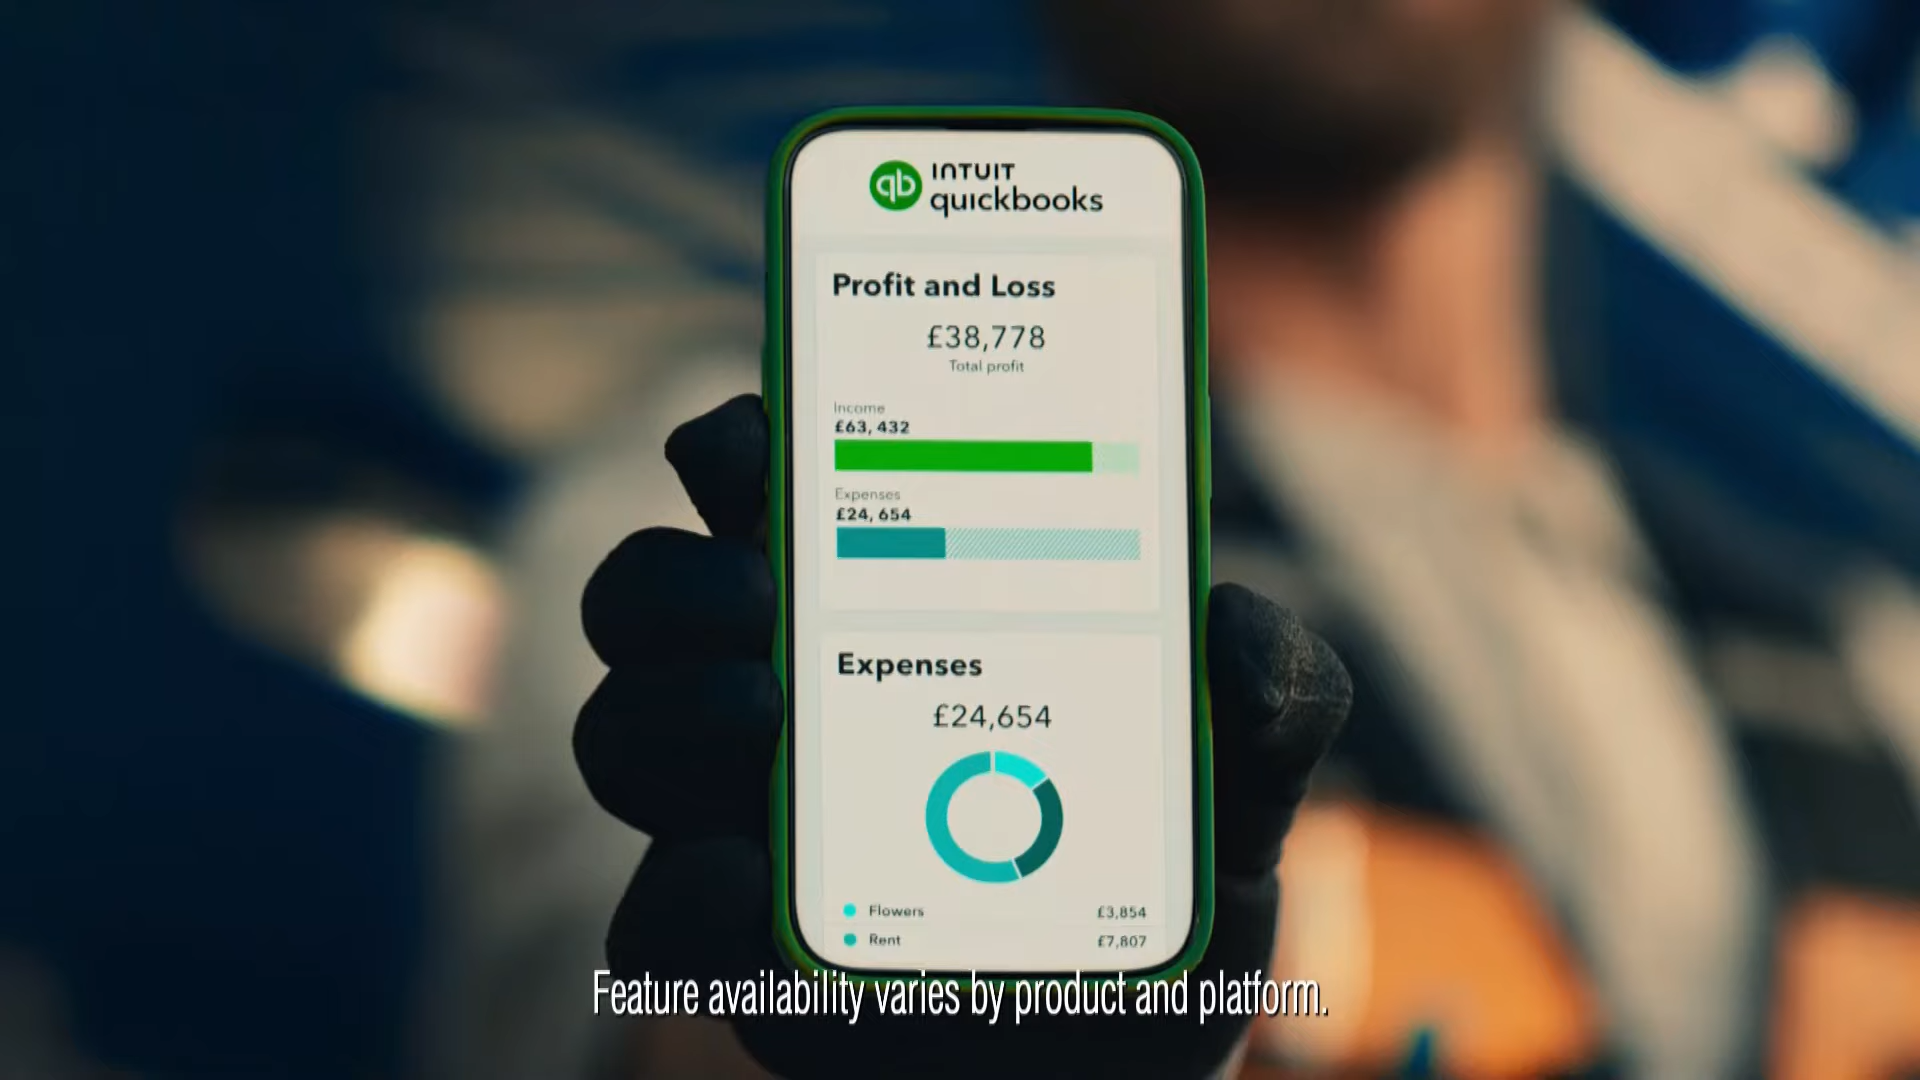 INTUIT
quickbooks
Profit and Loss
£38,778
Total profit
Income
£63, 432
Expenses
£24, 654
Expenses
£24,654
Flowers £3,854
Rent £7,807
Feature availability varies by product and platform.